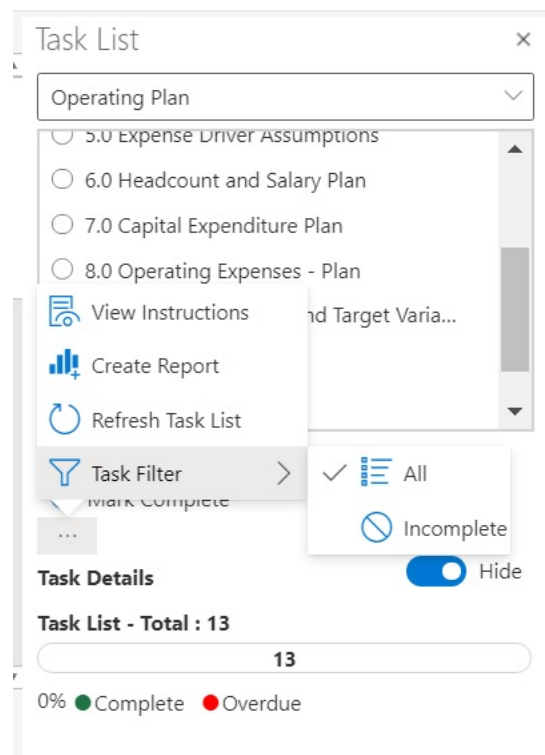 Task List
Operating Plan
5.0 Expense Driver Assumptions
6.0 Headcount and Salary Plan
7.0 Capital Expenditure Plan
8.0 Operating Expenses - Plan
nd Target Varia...
View Instructions
Create Report
Refresh Task List
Task Filter
All
Incomplete
Mark Complete
...
Task Details
Hide
Task List - Total : 13
13
0% Complete Overdue